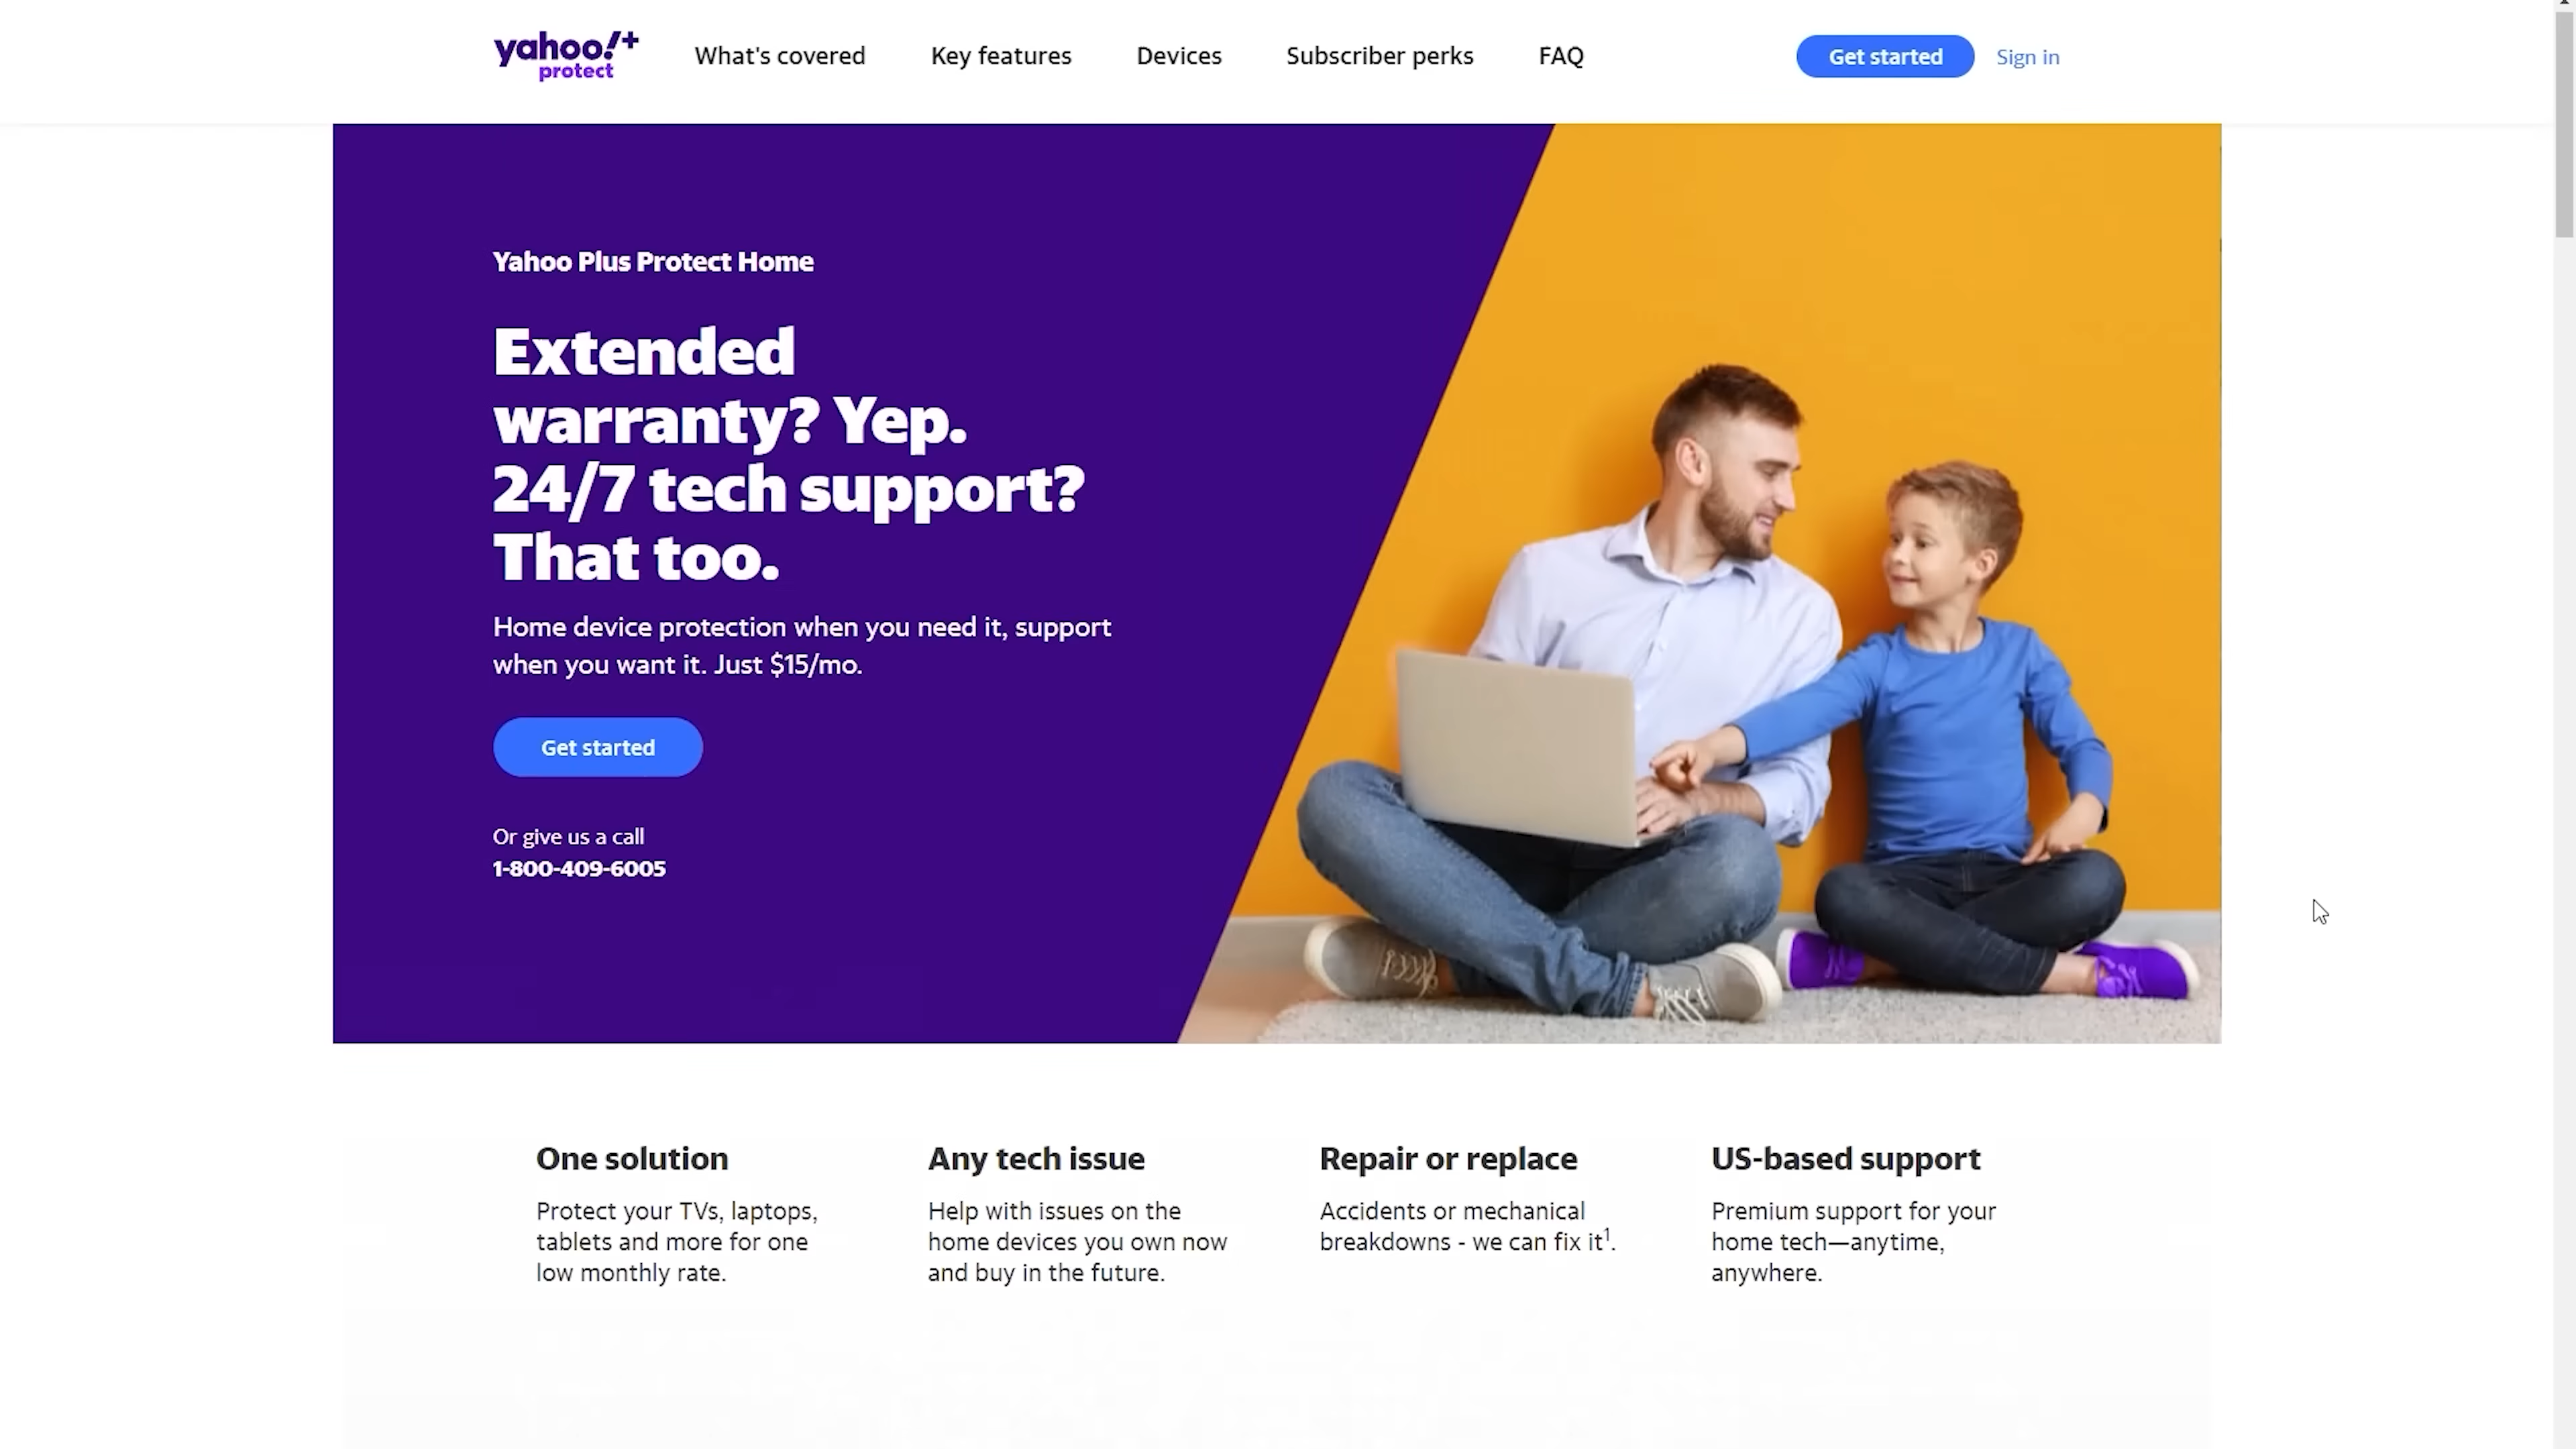 yahoo!+
protect
What's covered
Key features
Devices
Subscriber perks
FAQ
Get started
Sign in
Yahoo Plus Protect Home
Extended
warranty? Yep.
24/7 tech support?
That too.
Home device protection when you need it, support
when you want it. Just $15/mo.
Get started
Or give us a call
1-800-409-6005
One solution
Protect your TVs, laptops,
tablets and more for one
low monthly rate.
Any tech issue
Help with issues on the
home devices you own now
and buy in the future.
Repair or replace
Accidents or mechanical
breakdowns - we can fix it¹.
US-based support
Premium support for your
home tech—anytime,
anywhere.